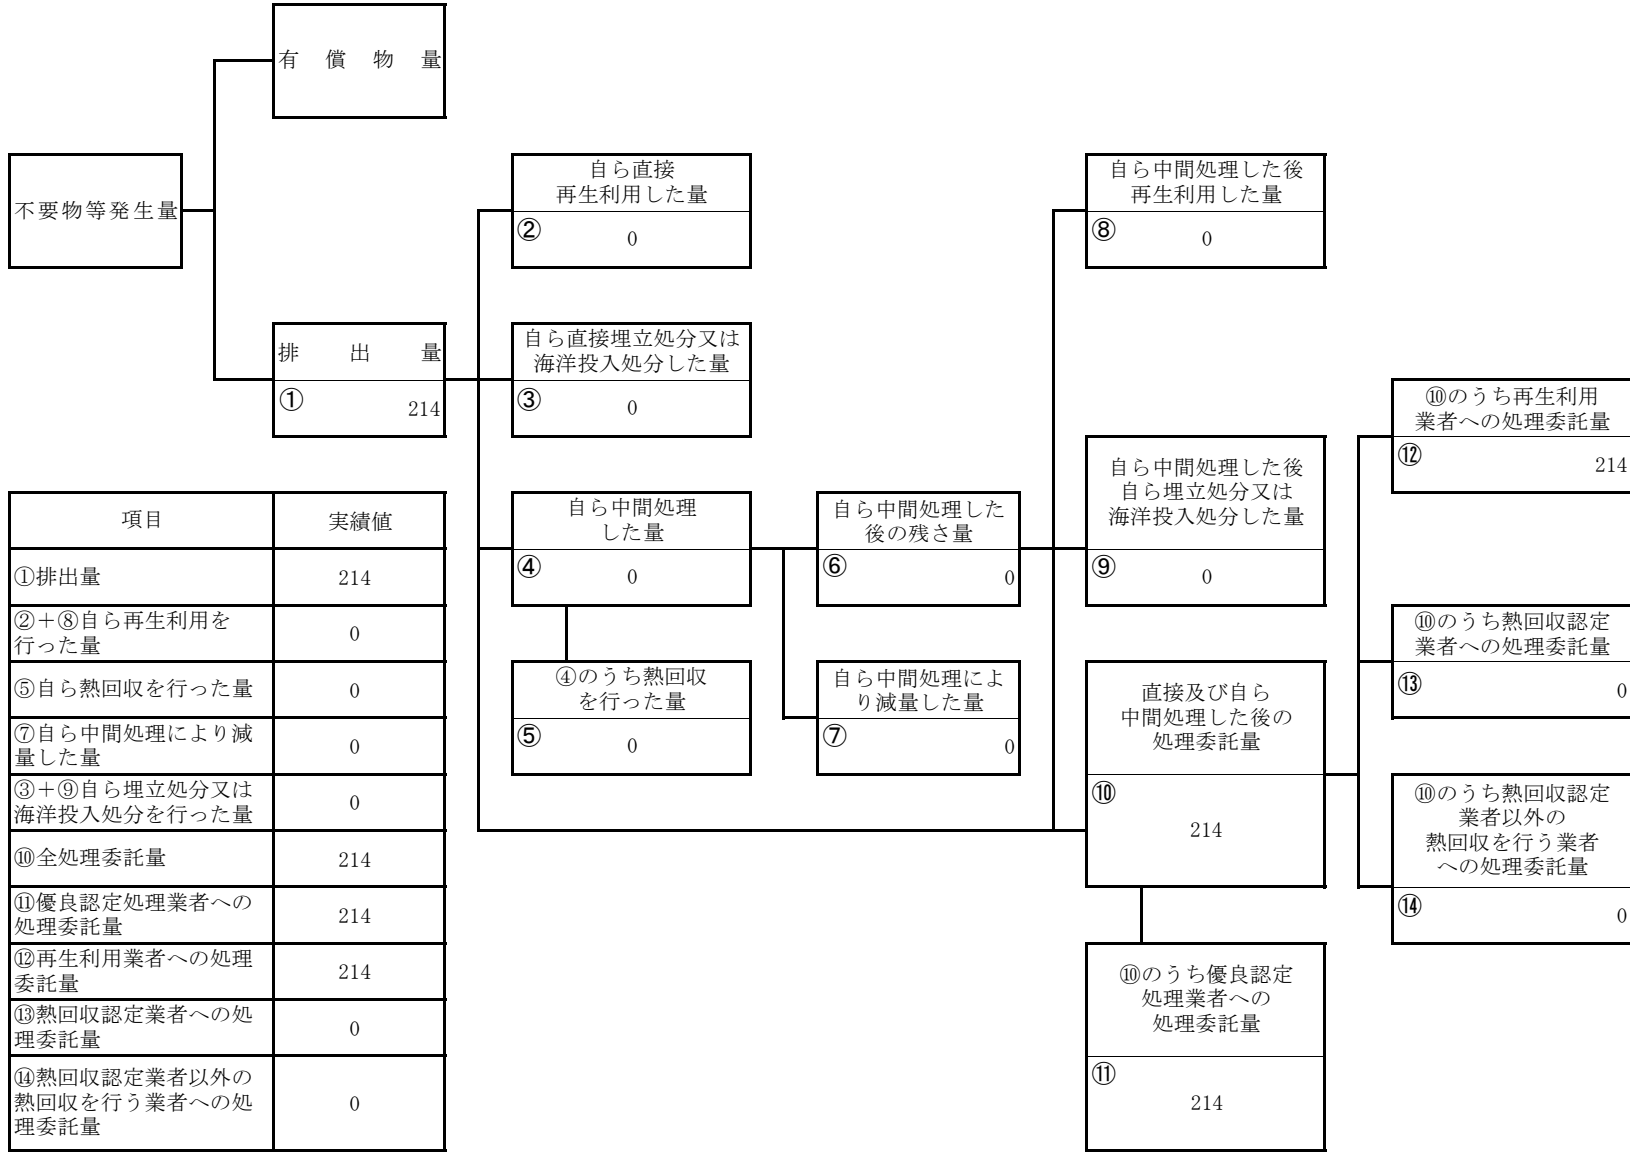 有償物量
不要物等発生量
排出量
①
214
自ら直接
再生利用した量
②
0
自ら直接埋立処分又は
海洋投入処分した量
③
0
自ら中間処理
した量
④
0
④のうち熱回収
を行った量
⑤
0
自ら中間処理した
後の残さ量
⑥
0
自ら中間処理によ
り減量した量
⑦
0
自ら中間処理した後
再生利用した量
⑧
0
自ら中間処理した後
自ら埋立処分又は
海洋投入処分した量
⑨
0
直接及び自ら
中間処理した後の
処理委託量
⑩
214
⑩のうち優良認定
処理業者への
処理委託量
⑪
214
⑩のうち再生利用
業者への処理委託量
⑫
214
⑩のうち熱回収認定
業者への処理委託量
⑬
0
⑩のうち熱回収認定
業者以外の
熱回収を行う業者
への処理委託量
⑭
0
項目 実績値
①排出量 214
②+⑧自ら再生利用を
行った量
0
⑤自ら熱回収を行った量 0
⑦自ら中間処理により減
量した量
0
③+⑨自ら埋立処分又は
海洋投入処分を行った量
0
⑩全処理委託量 214
⑪優良認定処理業者への
処理委託量
214
⑫再生利用業者への処理
委託量
214
⑬熱回収認定業者への処
理委託量
0
⑭熱回収認定業者以外の
熱回収を行う業者への処
理委託量
0